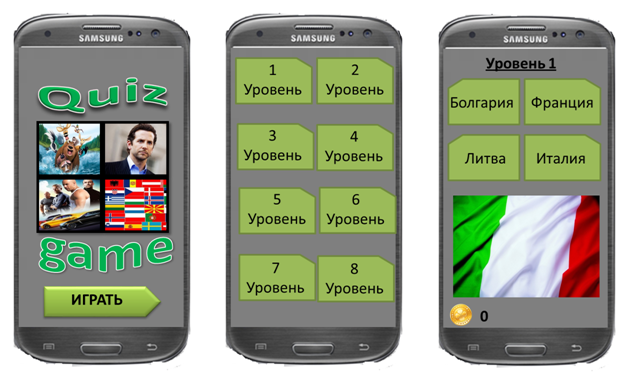 SAMSUNG
Quiz
game
ИГРАТЬ
SAMSUNG
1
Уровень
2
Уровень
3
Уровень
4
Уровень
5
Уровень
6
Уровень
7
Уровень
8
Уровень
SAMSUNG
Уровень 1
Болгария
Франция
Литва
Италия
0